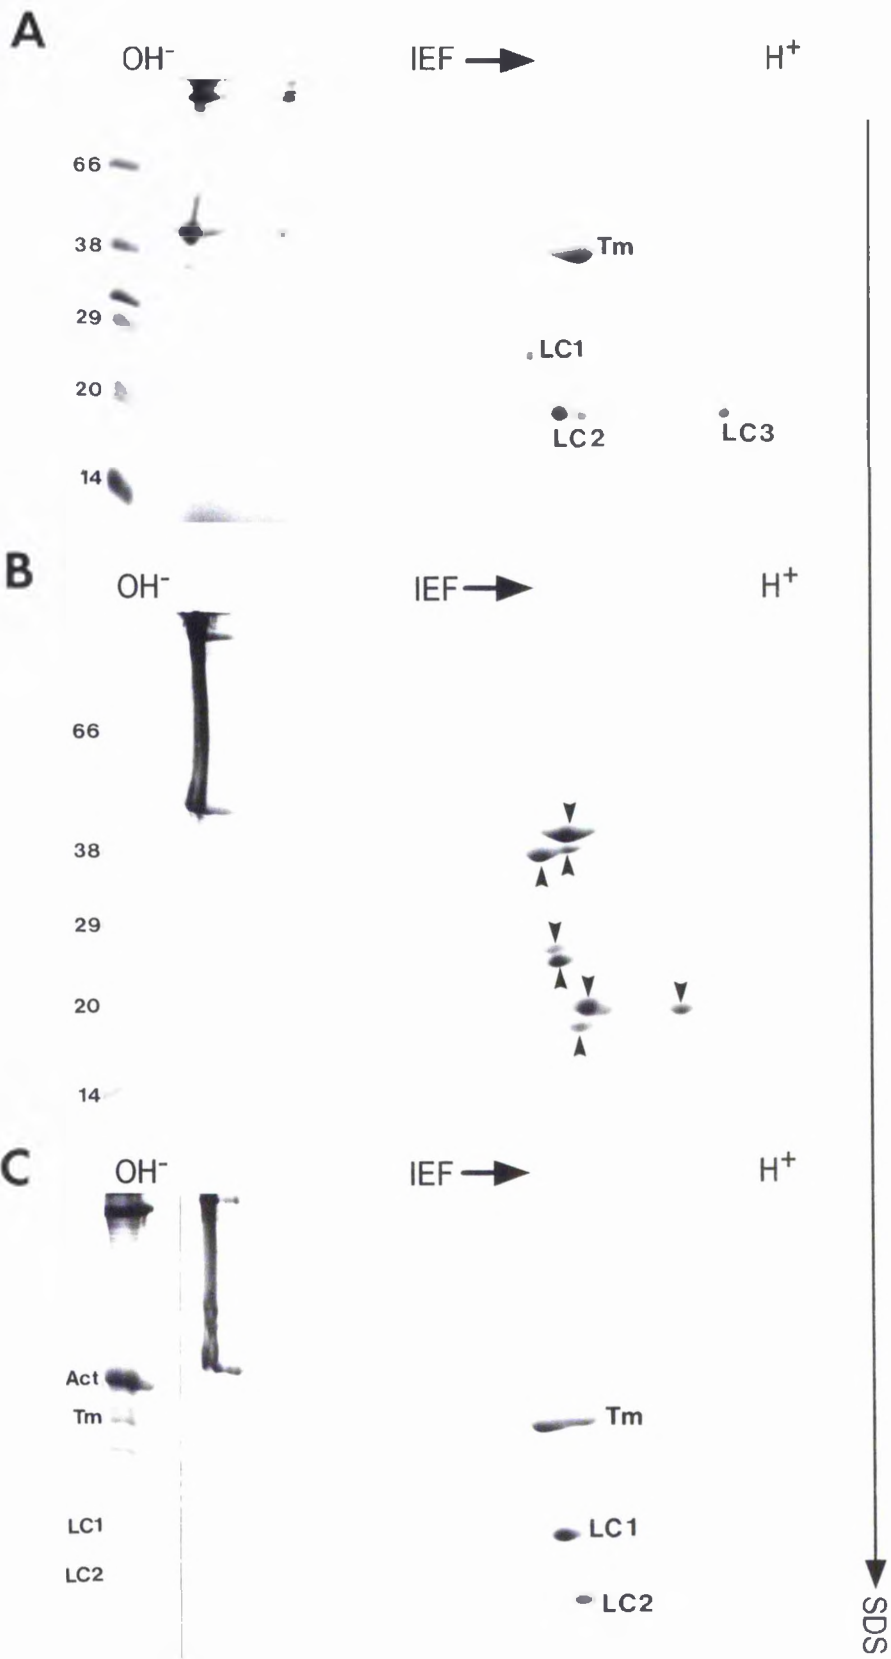 A
OH⁻ IEF H⁺
66
38
29
20
14
Tm
LC1
LC2
LC3
B
OH⁻ IEF H⁺
66
38
29
20
14
C
OH⁻ IEF H⁺
Act
Tm
LC1
LC2
Tm
LC1
LC2
SDS